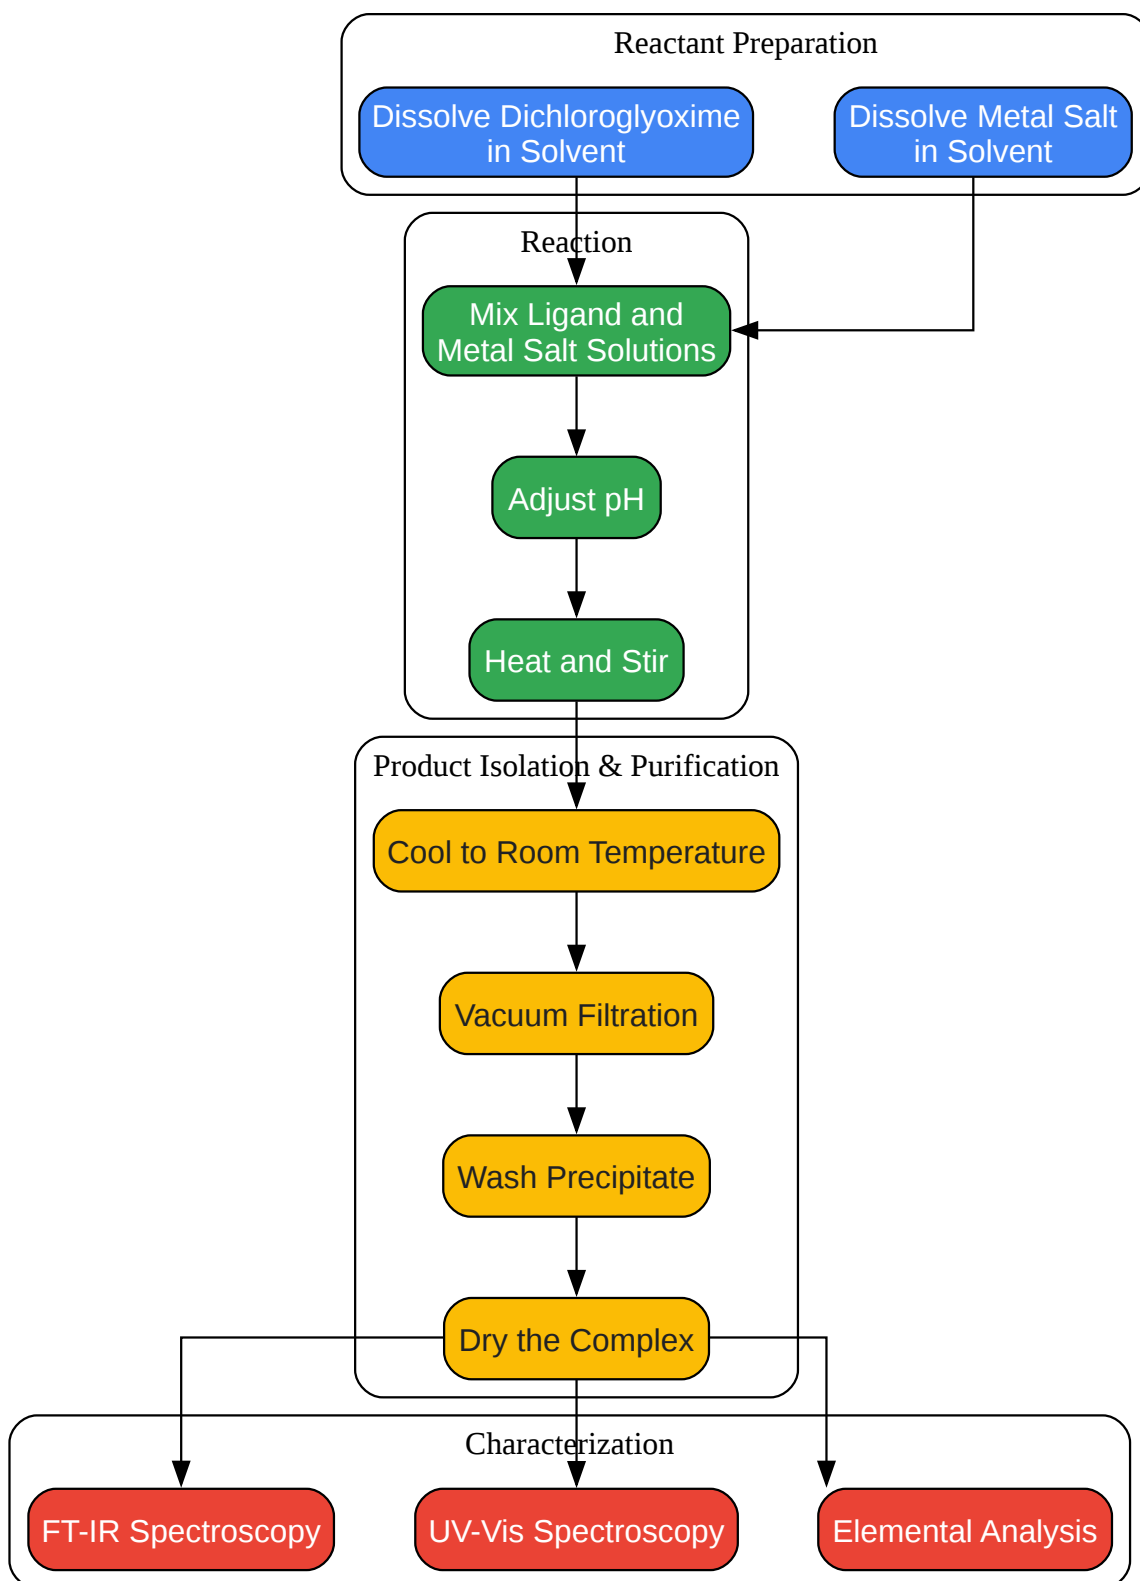 Reactant Preparation
Dissolve Dichloroglyoxime
in Solvent
Dissolve Metal Salt
in Solvent
Reaction
Mix Ligand and
Metal Salt Solutions
Adjust pH
Heat and Stir
Product Isolation & Purification
Cool to Room Temperature
Vacuum Filtration
Wash Precipitate
Dry the Complex
Characterization
FT-IR Spectroscopy
UV-Vis Spectroscopy
Elemental Analysis